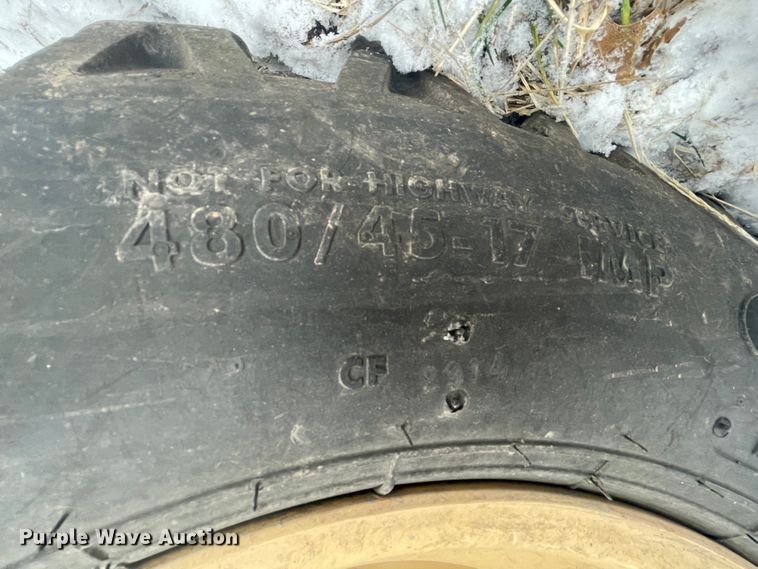 NOT FOR HIGHWAY SERVICE
480/45-17 IMP
CF
Purple Wave Auction